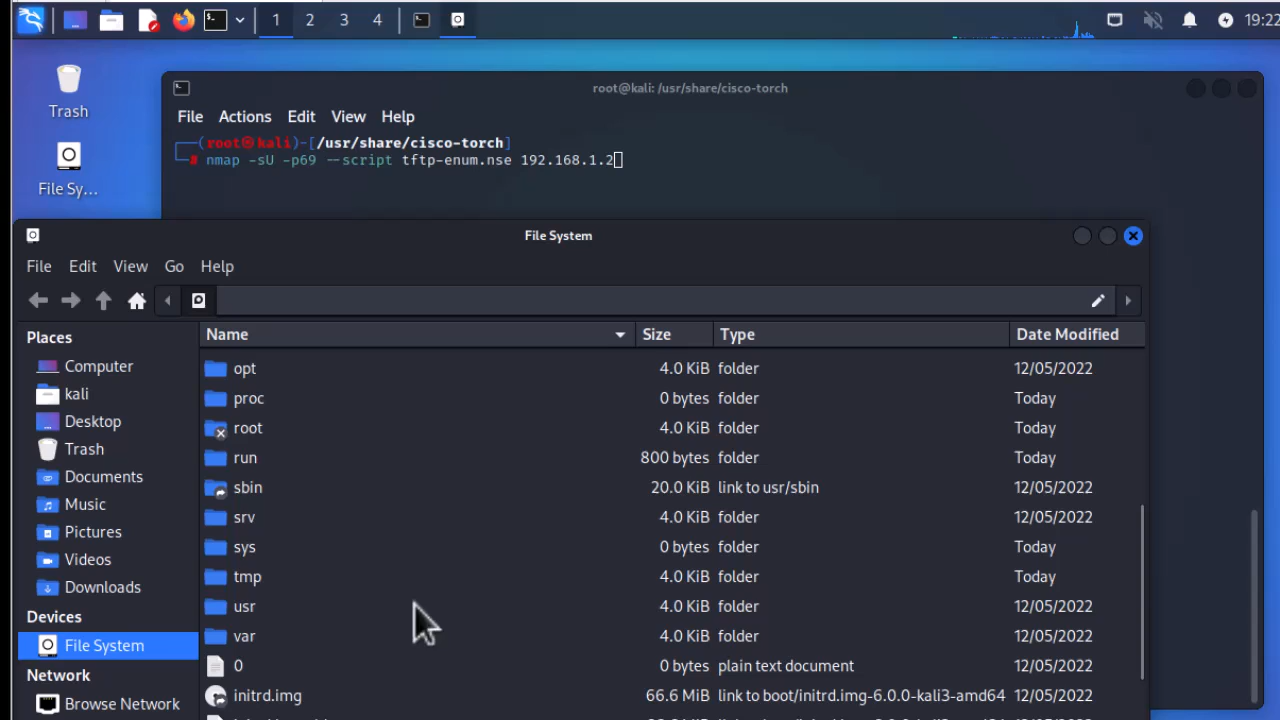 1 2 3 4 19:22
Trash
File Sy...
root@kali: /usr/share/cisco-torch
File Actions Edit View Help
(root㉿kali)-[/usr/share/cisco-torch]
# nmap -sU -p69 --script tftp-enum.nse 192.168.1.2
File System
File Edit View Go Help
Places
Computer
kali
Desktop
Trash
Documents
Music
Pictures
Videos
Downloads
Devices
File System
Network
Browse Network
Name Size Type Date Modified
opt 4.0 KiB folder 12/05/2022
proc 0 bytes folder Today
root 4.0 KiB folder Today
run 800 bytes folder Today
sbin 20.0 KiB link to usr/sbin 12/05/2022
srv 4.0 KiB folder 12/05/2022
sys 0 bytes folder Today
tmp 4.0 KiB folder Today
usr 4.0 KiB folder 12/05/2022
var 4.0 KiB folder 12/05/2022
0 0 bytes plain text document 12/05/2022
initrd.img 66.6 MiB link to boot/initrd.img-6.0.0-kali3-amd64 12/05/2022